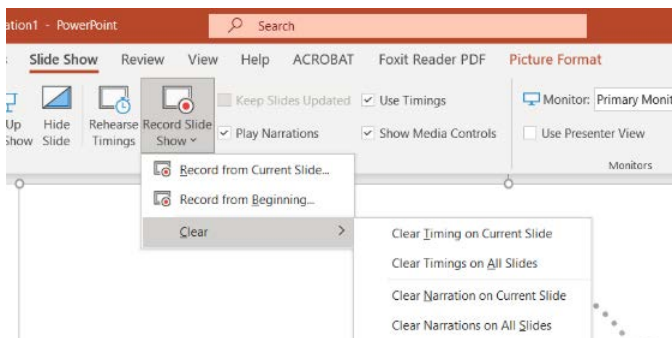 ation1 - PowerPoint
Search
Slide Show Review View Help ACROBAT Foxit Reader PDF Picture Format
Up Hide Rehearse Record Slide Keep Slides Updated Use Timings Monitor: Primary Monit
Show Slide Timings Show Play Narrations Show Media Controls Use Presenter View
Monitors
Record from Current Slide...
Record from Beginning...
Clear
Clear Timing on Current Slide
Clear Timings on All Slides
Clear Narration on Current Slide
Clear Narrations on All Slides